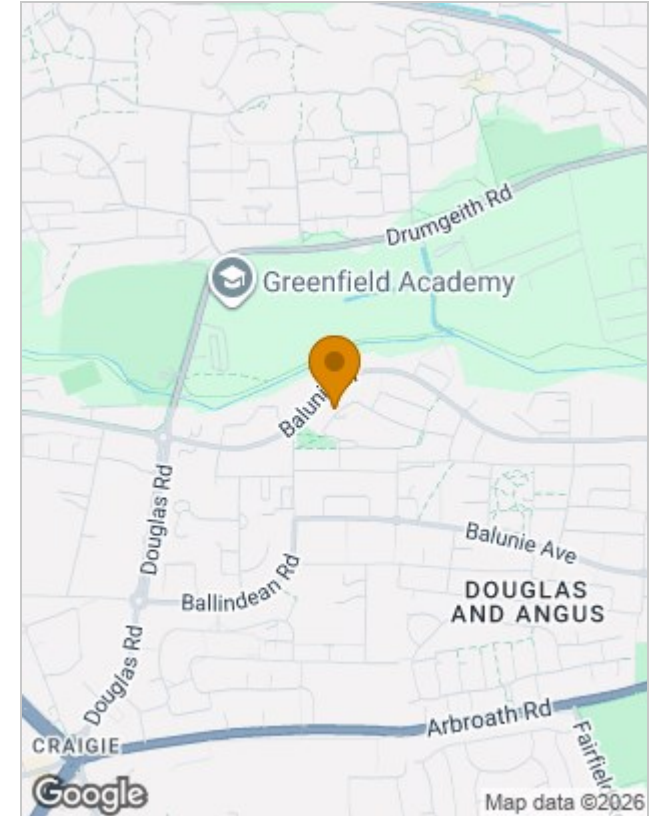 Drumgeith Rd
Greenfield Academy
Douglas Rd
Balunie Ave
DOUGLAS
AND ANGUS
Ballindean Rd
Douglas Rd
Arbroath Rd
CRAIGIE
Google
Map data ©2026